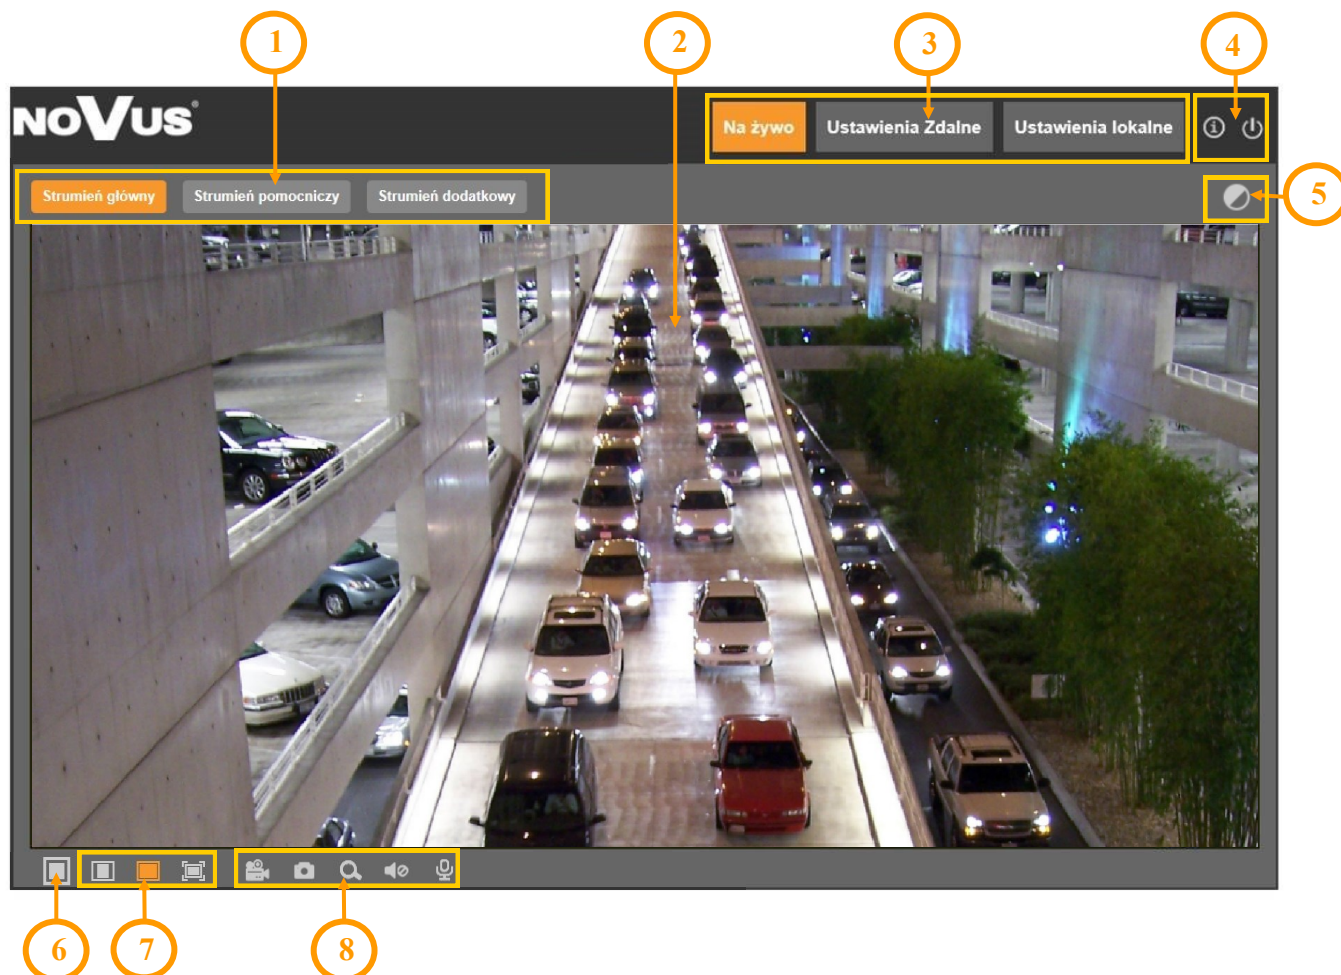 1
2
3
4
NOVUS®
Na żywo
Ustawienia Zdalne
Ustawienia lokalne
Strumień główny
Strumień pomocniczy
Strumień dodatkowy
5
6
7
8